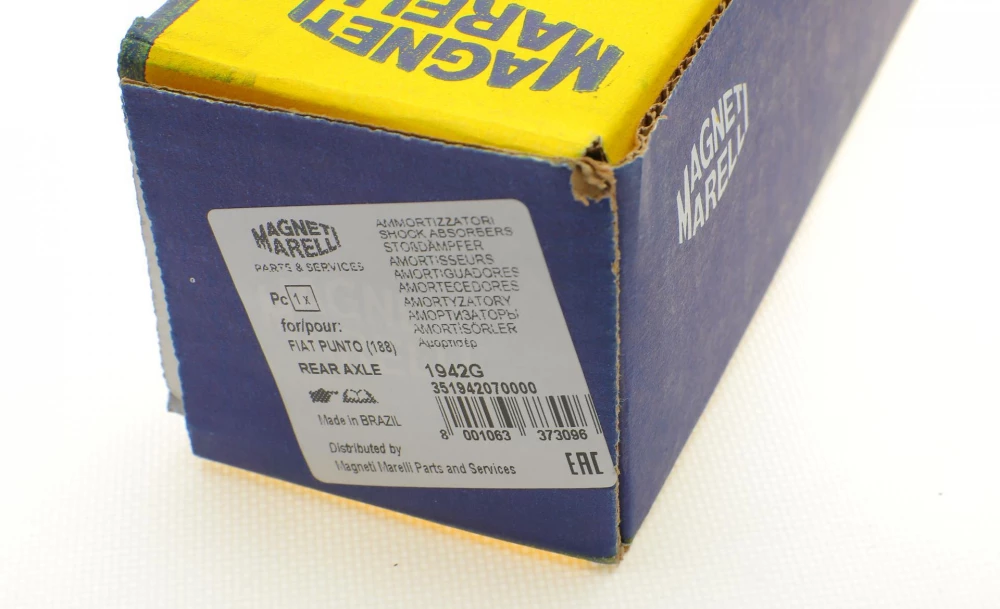 MAGNETI
MARELLI
MAGNETI
MARELLI
MAGNETI
MARELLI
PARTS & SERVICES
Pc 1 x
for/pour:
FIAT PUNTO (188)
REAR AXLE
Made in BRAZIL
Distributed by
Magneti Marelli Parts and Services
AMMORTIZZATORI
SHOCK ABSORBERS
STOßDÄMPFER
AMORTISSEURS
AMORTIGUADORES
AMORTECEDORES
AMORTYZATORY
АМОРТИЗАТОРЫ
AMORTİSÖRLER
Αμορτισέρ
1942G
351942070000
8 001063 373096
EAC